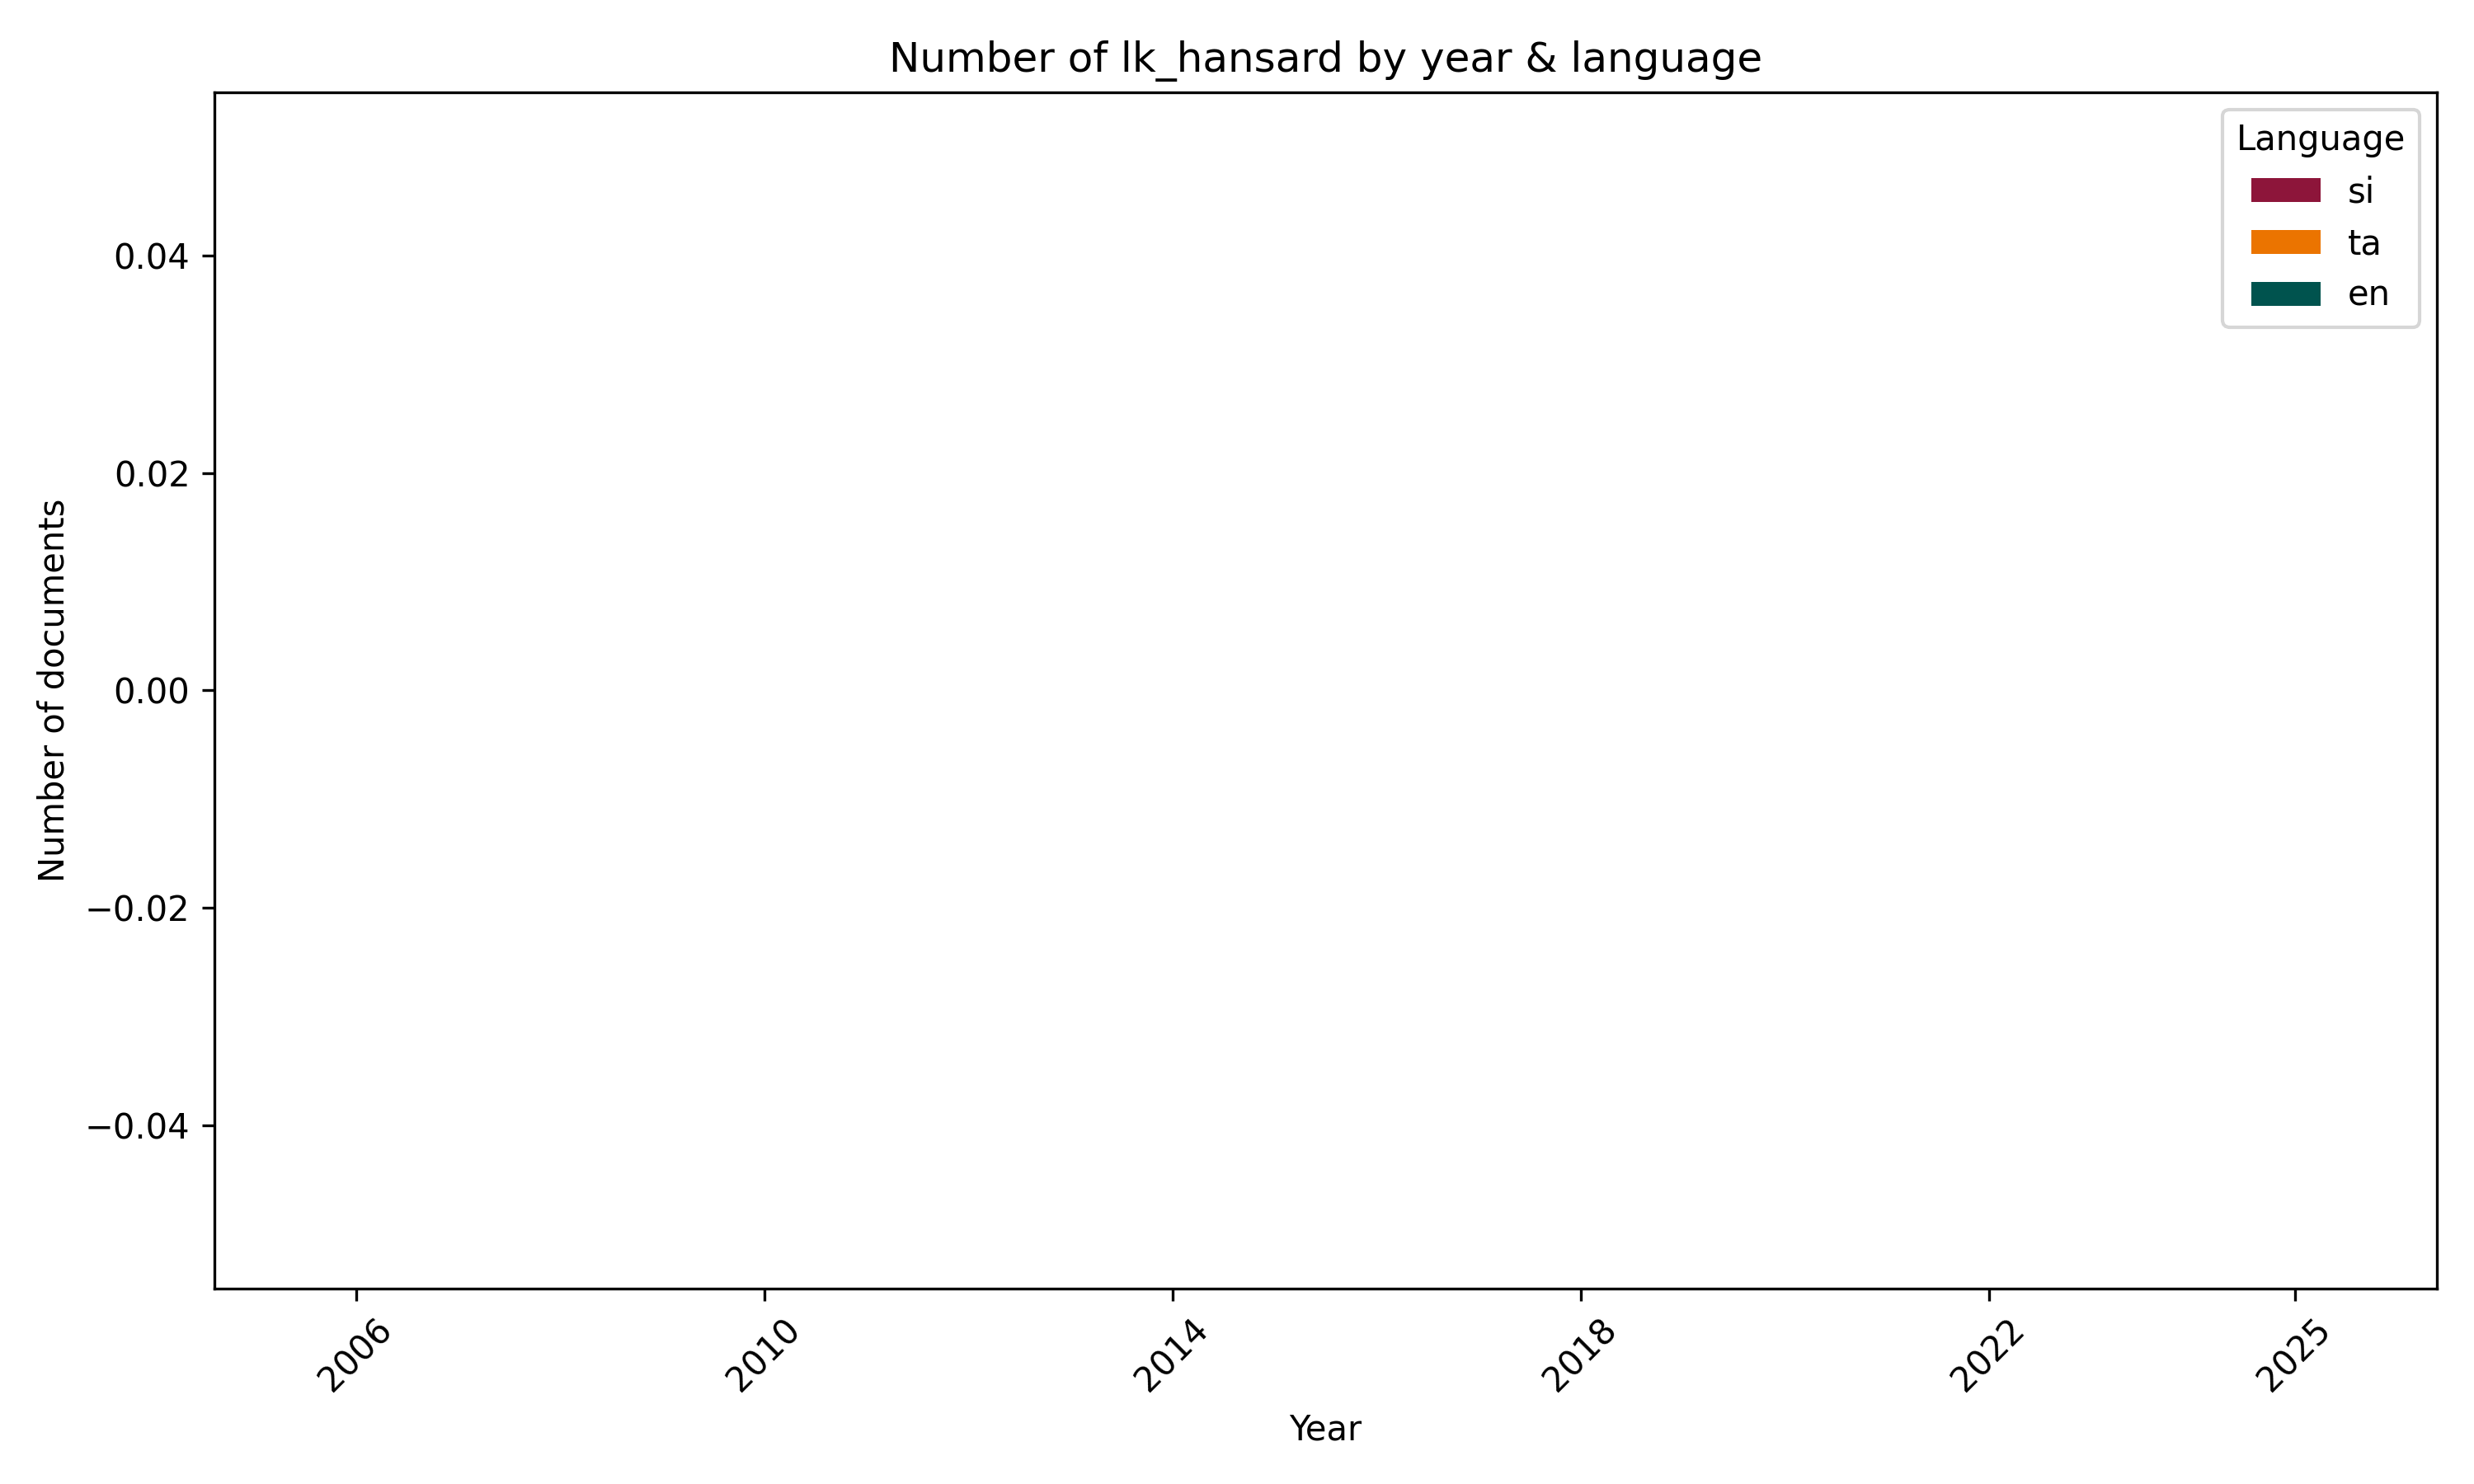 Number of lk_hansard by year & language
Language
si
ta
en
0.04
0.02
0.00
−0.02
−0.04
Number of documents
2006
2010
2014
2018
2022
2025
Year